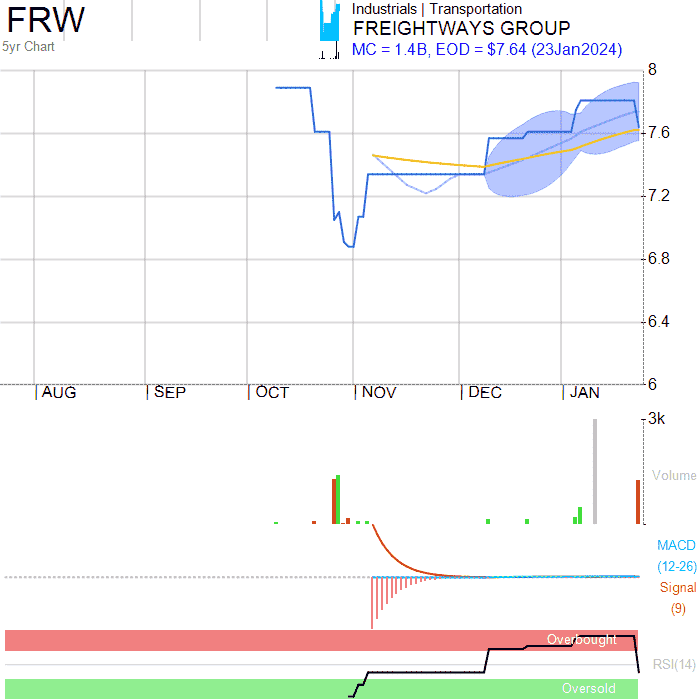 FRW
5yr Chart
Industrials | Transportation
FREIGHTWAYS GROUP
MC = 1.4B, EOD = $7.64 (23Jan2024)
8
7.6
7.2
6.8
6.4
6
AUG SEP OCT NOV DEC JAN
3k
Volume
MACD
(12-26)
Signal
(9)
Overbought
RSI(14)
Oversold